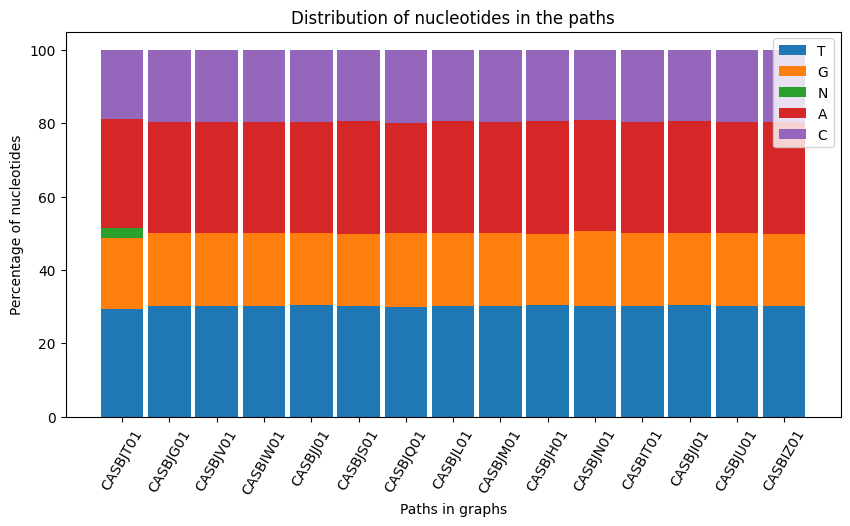 Distribution of nucleotides in the paths
T
G
N
A
C
Percentage of nucleotides
100
80
60
40
20
0
CASBJT01
CASBJG01
CASBJV01
CASBIW01
CASBJJ01
CASBJS01
CASBJQ01
CASBJL01
CASBJM01
CASBJH01
CASBJN01
CASBIT01
CASBJI01
CASBJU01
CASBIZ01
Paths in graphs